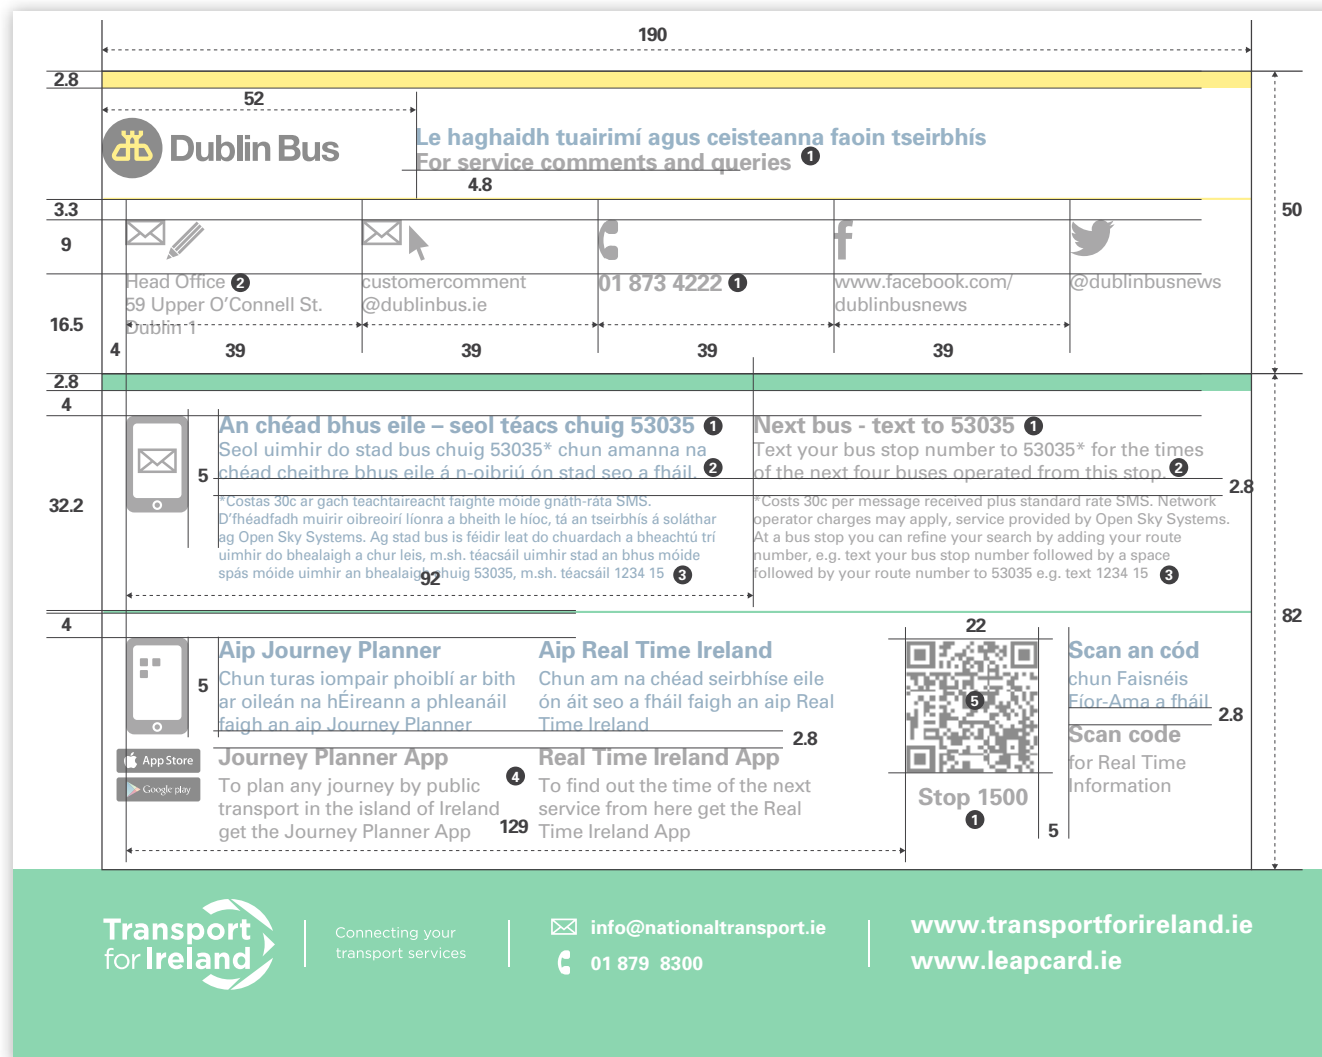 190
2.8
52
Dublin Bus
Le haghaidh tuairimí agus ceisteanna faoin tseirbhís
For service comments and queries 1
4.8
3.3
50
9
Head Office 2
59 Upper O'Connell St.
Dublin 1
customercomment
@dublinbus.ie
01 873 4222 1
www.facebook.com/
dublinbusnews
@dublinbusnews
16.5
4
39
39
39
39
2.8
4
An chéad bhus eile – seol téacs chuig 53035 1
Seol uimhir do stad bus chuig 53035* chun amanna na
chéad cheithre bhus eile á n-oibriú ón stad seo a fháil. 2
5
*Costas 30c ar gach teachtaireacht faighte móide gnáth-ráta SMS.
D'fhéadfadh muirir oibreoirí líonra a bheith le híoc, tá an tseirbhís á soláthar
ag Open Sky Systems. Ag stad bus is féidir leat do chuardach a bheachtú trí
uimhir do bhealaigh a chur leis, m.sh. téacsáil uimhir stad an bhus móide
spás móide uimhir an bhealaigh chuig 53035, m.sh. téacsáil 1234 15 3
Next bus - text to 53035 1
Text your bus stop number to 53035* for the times
of the next four buses operated from this stop. 2
2.8
*Costs 30c per message received plus standard rate SMS. Network
operator charges may apply, service provided by Open Sky Systems.
At a bus stop you can refine your search by adding your route
number, e.g. text your bus stop number followed by a space
followed by your route number to 53035 e.g. text 1234 15 3
32.2
92
82
4
5
Aip Journey Planner
Chun turas iompair phoiblí ar bith
ar oileán na hÉireann a phleanáil
faigh an aip Journey Planner
Aip Real Time Ireland
Chun am na chéad seirbhíse eile
ón áit seo a fháil faigh an aip Real
Time Ireland
2.8
App Store
Google play
Journey Planner App
To plan any journey by public
transport in the island of Ireland
get the Journey Planner App
4
Real Time Ireland App
To find out the time of the next
service from here get the Real
Time Ireland App
129
22
5
Stop 1500
1
5
Scan an cód
chun Faisnéis
Fíor-Ama a fháil
2.8
Scan code
for Real Time
Information
Transport
for Ireland
Connecting your
transport services
info@nationaltransport.ie
01 879 8300
www.transportforireland.ie
www.leapcard.ie